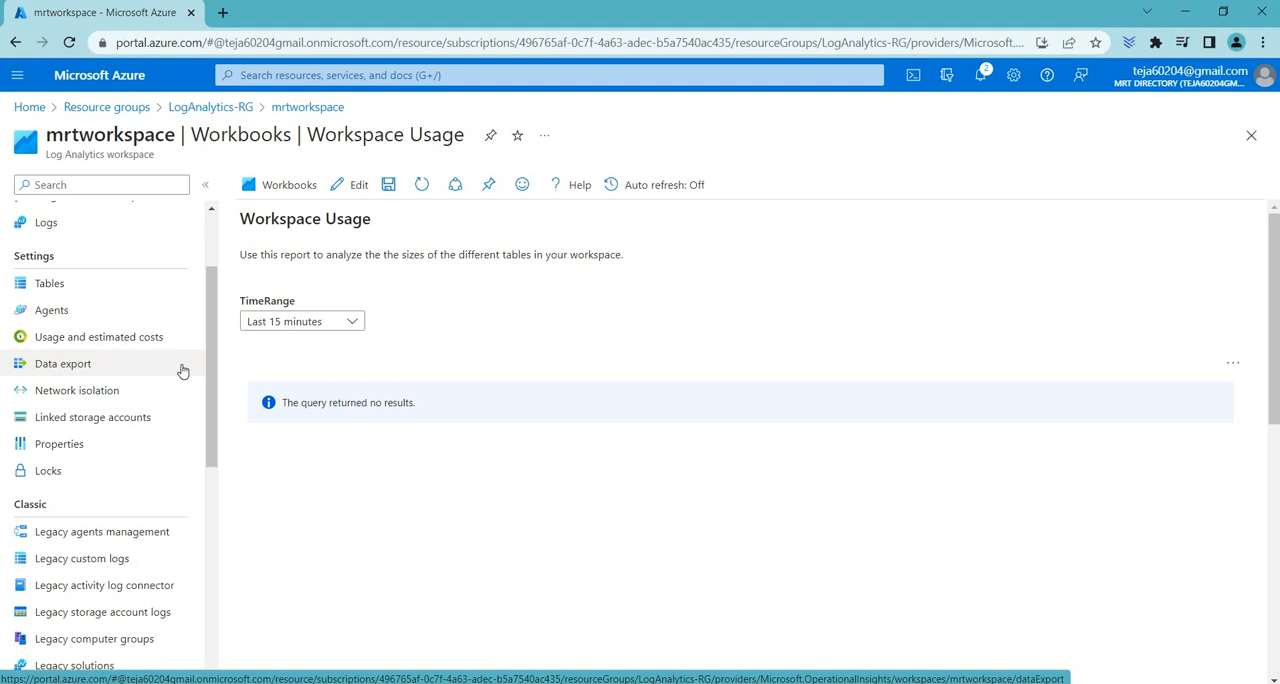 mrtworkspace - Microsoft Azure
portal.azure.com/#@teja60204gmail.onmicrosoft.com/resource/subscriptions/496765af-0c7f-4a63-adec-b5a7540ac435/resourceGroups/LogAnalytics-RG/providers/Microsoft....
Microsoft Azure
Search resources, services, and docs (G+/)
2
teja60204@gmail.com
MRT DIRECTORY (TEJA60204GM...
Home > Resource groups > LogAnalytics-RG > mrtworkspace
mrtworkspace | Workbooks | Workspace Usage
Log Analytics workspace
Search
Workbooks
Edit
Help
Auto refresh: Off
Logs
Settings
Tables
Agents
Usage and estimated costs
Data export
Network isolation
Linked storage accounts
Properties
Locks
Classic
Legacy agents management
Legacy custom logs
Legacy activity log connector
Legacy storage account logs
Legacy computer groups
Legacy solutions
Workspace Usage
Use this report to analyze the the sizes of the different tables in your workspace.
TimeRange
Last 15 minutes
The query returned no results.
https://portal.azure.com/#@teja60204gmail.onmicrosoft.com/resource/subscriptions/496765af-0c7f-4a63-adec-b5a7540ac435/resourceGroups/LogAnalytics-RG/providers/Microsoft.OperationalInsights/workspaces/mrtworkspace/dataExport